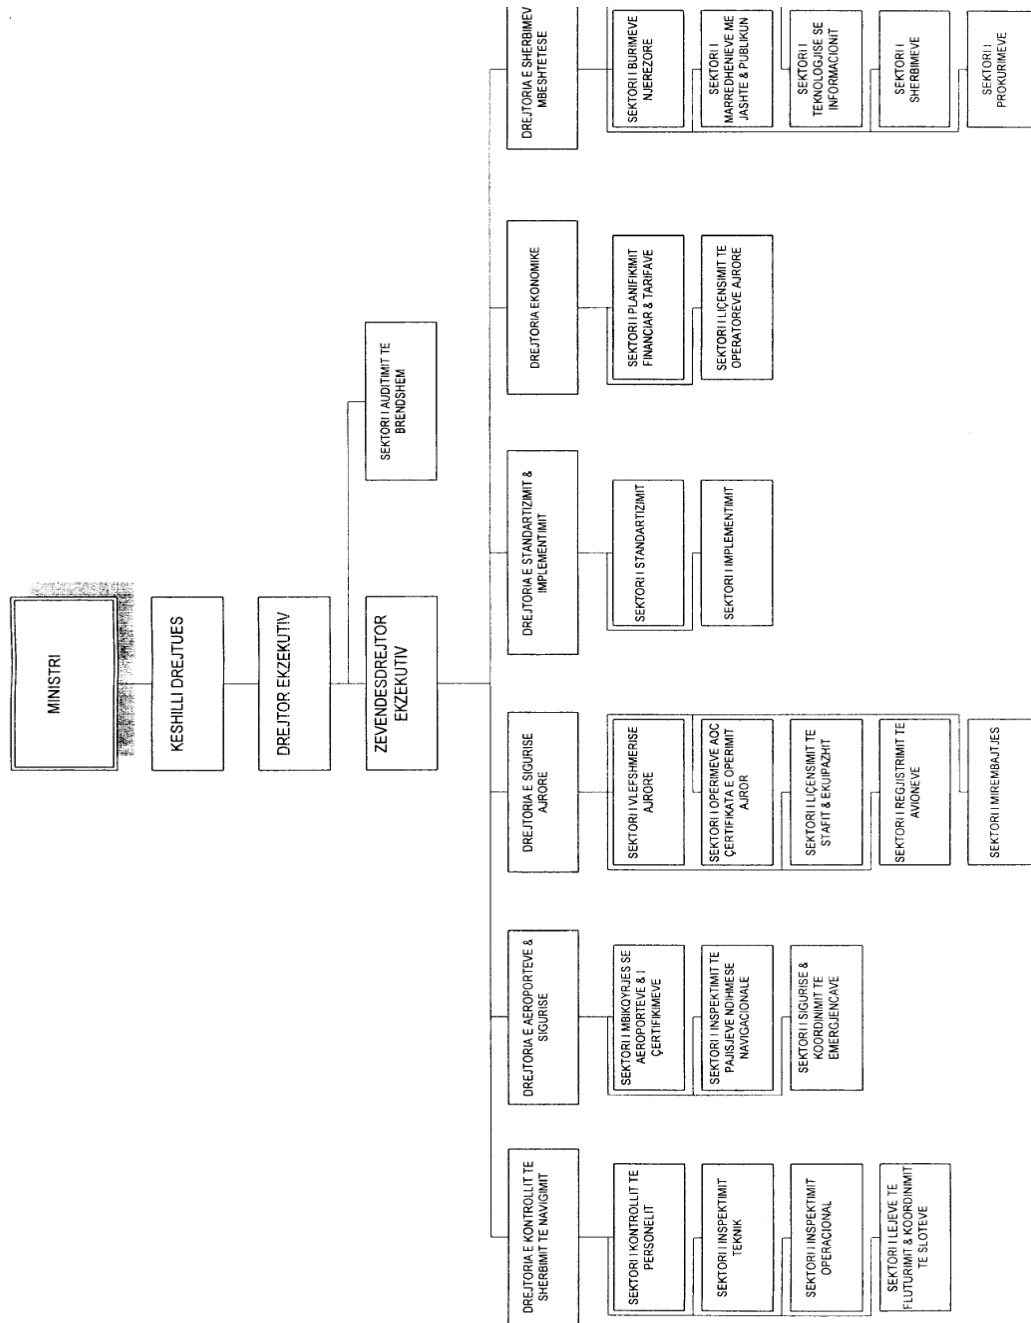 MINISTRI
KESHILLI DREJTUES
DREJTOR EKZEKUTIV
SEKTORI I AUDITIMIT TE
BRENDSHEM
ZEVENDESDREJTOR
EKZEKUTIV
DREJTORIA E KONTROLLIT TE
SHERBIMIT TE NAVIGIMIT
SEKTORI I KONTROLLIT TE
PERSONELIT
SEKTORI I INSPEKTIMIT
TEKNIK
SEKTORI I INSPEKTIMIT
OPERACIONAL
SEKTORI I LEJEVE TE
FLUTURIMIT & KOORDINIMIT
TE SLOTEVE
DREJTORIA E AEROPORTEVE &
SIGURISE
SEKTORI I MBIKQYRJES SE
AEROPORTEVE & I
ÇERTIFIKIMEVE
SEKTORI I INSPEKTIMIT TE
PAJISJEVE NDIHMESE
NAVIGACIONALE
SEKTORI I SIGURISE &
KOORDINIMIT TE
EMERGJENCAVE
DREJTORIA E SIGURISE
AJRORE
SEKTORI I VLEFSHMERISE
AJRORE
SEKTORI I OPERIMEVE AOC
ÇERTIFIKATA E OPERIMIT
AJROR
SEKTORI I LIÇENSIMIT TE
STAFIT & EKUIPAZHIT
SEKTORI I REGJISTRIMIT TE
AVIONEVE
SEKTORI I MIREMBAJTJES
DREJTORIA E STANDARTIZIMIT &
IMPLEMENTIMIT
SEKTORI I STANDARTIZIMIT
SEKTORI I IMPLEMENTIMIT
DREJTORIA EKONOMIKE
SEKTORI I PLANIFIKIMIT
FINANCIAR & TARIFAVE
SEKTORI I LIÇENSIMIT TE
OPERATOREVE AJRORE
DREJTORIA E SHERBIMEV
MBESHTETESE
SEKTORI I BURIMEVE
NJEREZORE
SEKTORI I
MARREDHENIEVE ME
JASHTE & PUBLIKUN
SEKTORI I
TEKNOLOGJISE SE
INFORMACIONIT
SEKTORI I
SHERBIMEVE
SEKTORI I
PROKURIMEVE